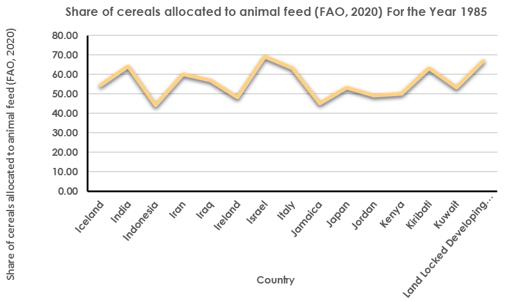 Share of cereals allocated to animal feed (FAO, 2020) For the Year 1985
Share of cereals allocated to animal feed (FAO, 2020)
80.00
70.00
60.00
50.00
40.00
30.00
20.00
10.00
0.00
Iceland
India
Indonesia
Iran
Iraq
Ireland
Israel
Italy
Jamaica
Japan
Jordan
Kenya
Kiribati
Kuwait
Land Locked Developing...
Country